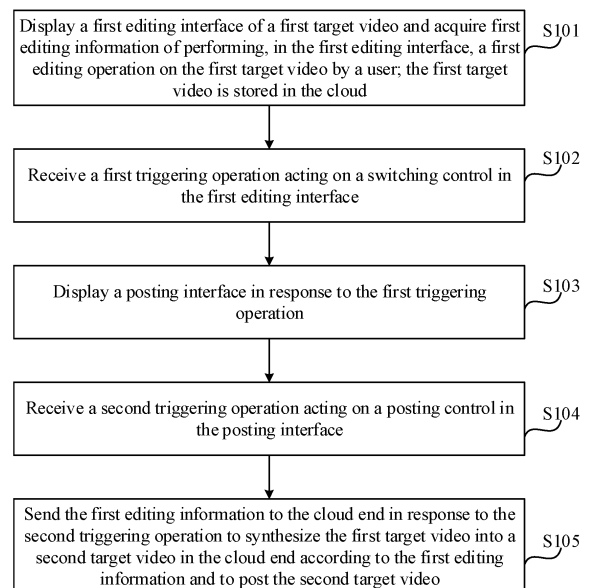 Display a first editing interface of a first target video and acquire first
editing information of performing, in the first editing interface, a first
editing operation on the first target video by a user; the first target
video is stored in the cloud
S101
Receive a first triggering operation acting on a switching control in
the first editing interface
S102
Display a posting interface in response to the first triggering
operation
S103
Receive a second triggering operation acting on a posting control in
the posting interface
S104
Send the first editing information to the cloud end in response to the
second triggering operation to synthesize the first target video into a
second target video in the cloud end according to the first editing
information and to post the second target video
S105